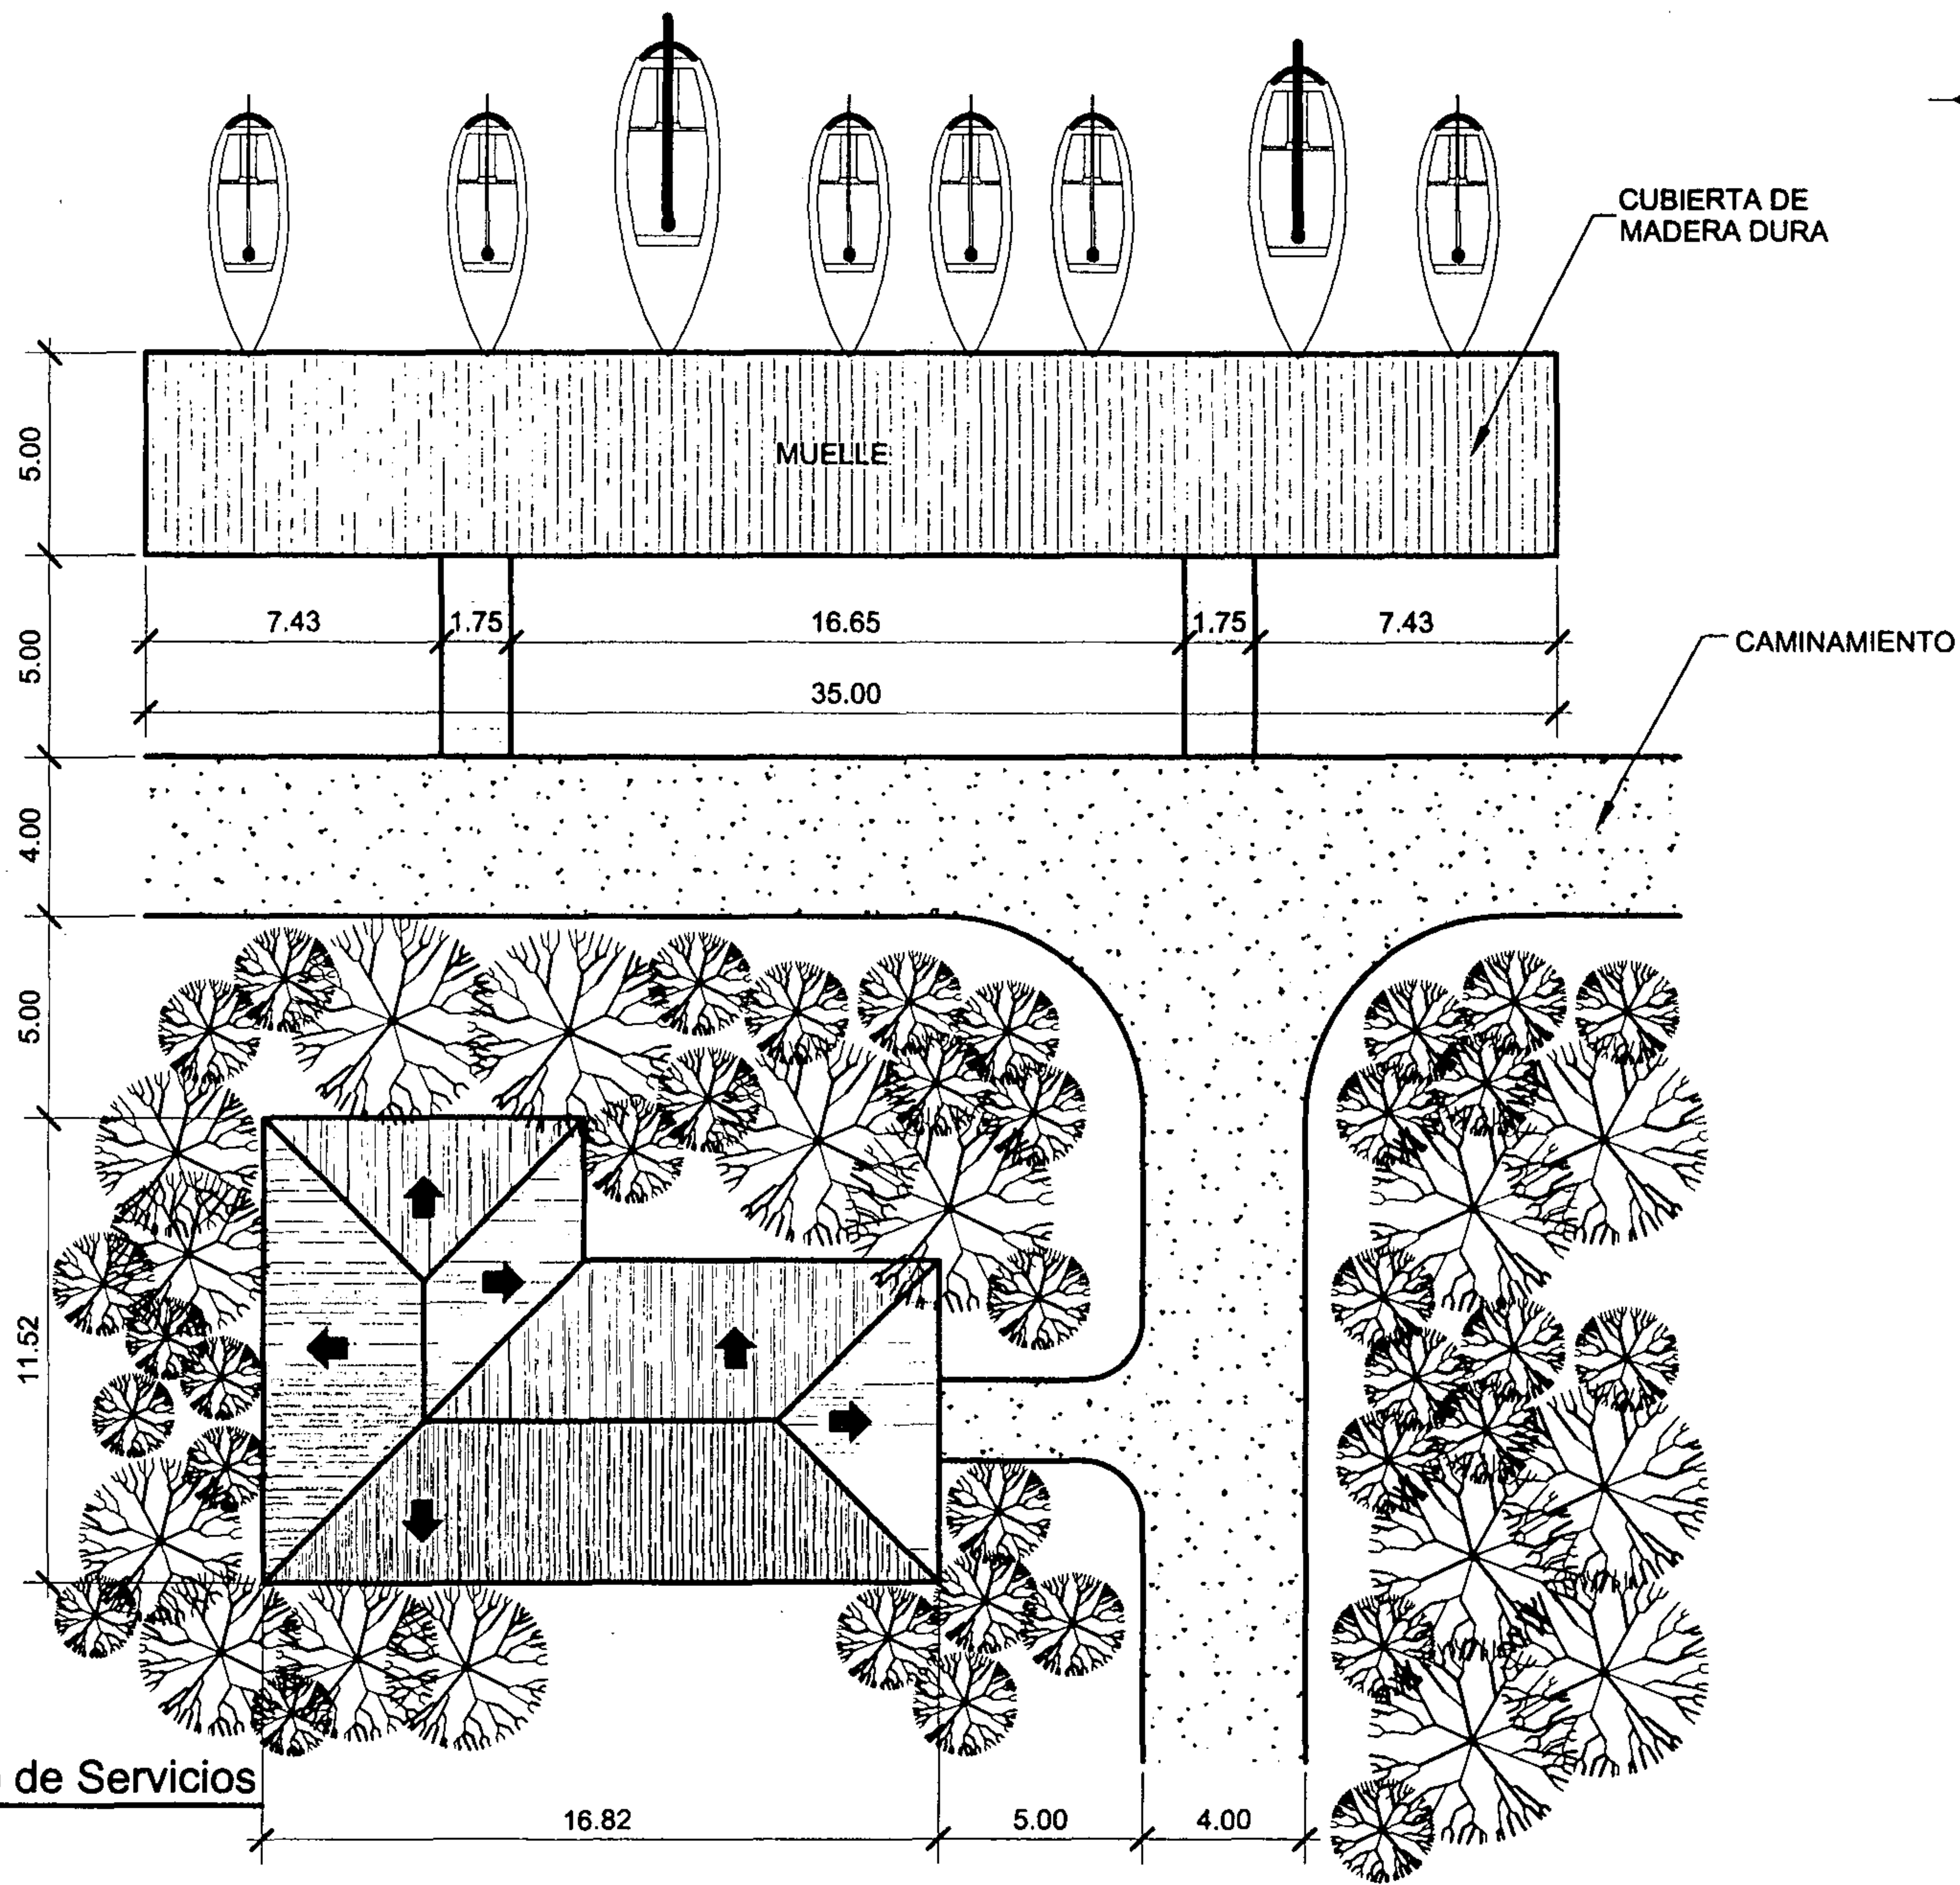 CUBIERTA DE
MADERA DURA
5.00
MUELLE
7.43
1.75
16.65
1.75
7.43
5.00
CAMINAMIENTO
35.00
4.00
5.00
11.52
de Servicios
16.82
5.00
4.00